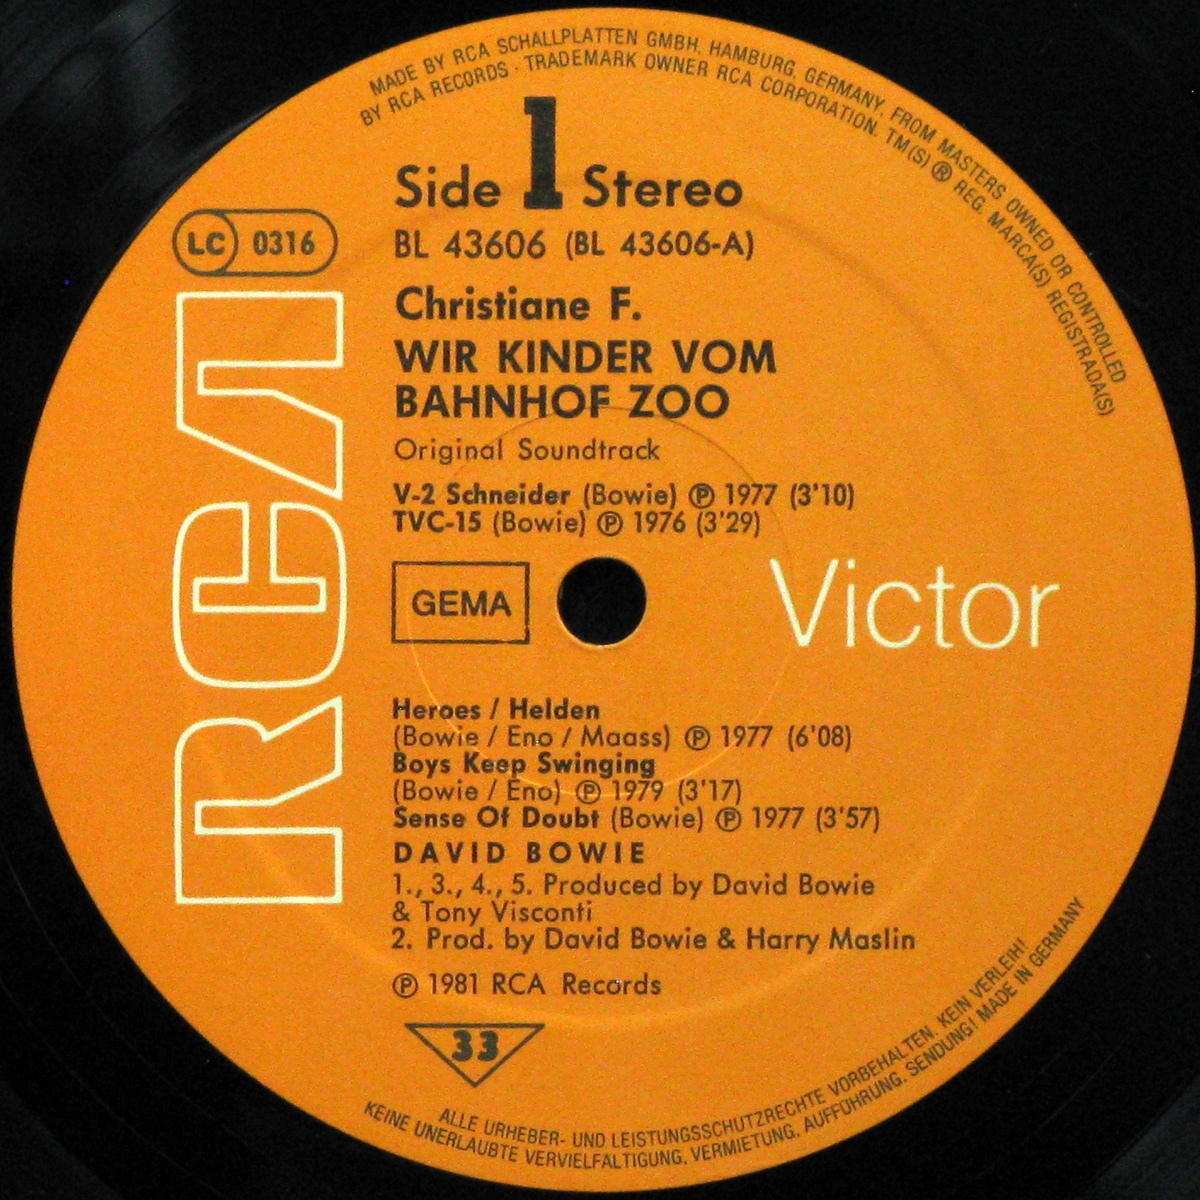 MADE BY RCA SCHALLPLATTEN GMBH, HAMBURG, GERMANY, FROM MASTERS OWNED OR CONTROLLED
BY RCA RECORDS · TRADEMARK OWNER RCA CORPORATION. TM(S) ® REG. MARCA(S) REGISTRADA(S)
Side 1 Stereo
LC 0316
BL 43606 (BL 43606-A)
Christiane F.
WIR KINDER VOM
BAHNHOF ZOO
Original Soundtrack
V-2 Schneider (Bowie) ℗ 1977 (3'10)
TVC-15 (Bowie) ℗ 1976 (3'29)
RCA
GEMA
Victor
Heroes / Helden
(Bowie / Eno / Maass) ℗ 1977 (6'08)
Boys Keep Swinging
(Bowie / Eno) ℗ 1979 (3'17)
Sense Of Doubt (Bowie) ℗ 1977 (3'57)
DAVID BOWIE
1., 3., 4., 5. Produced by David Bowie
& Tony Visconti
2. Prod. by David Bowie & Harry Maslin
℗ 1981 RCA Records
33
ALLE URHEBER- UND LEISTUNGSSCHUTZRECHTE VORBEHALTEN. KEIN VERLEIH!
KEINE UNERLAUBTE VERVIELFÄLTIGUNG, VERMIETUNG, AUFFÜHRUNG, SENDUNG! MADE IN GERMANY